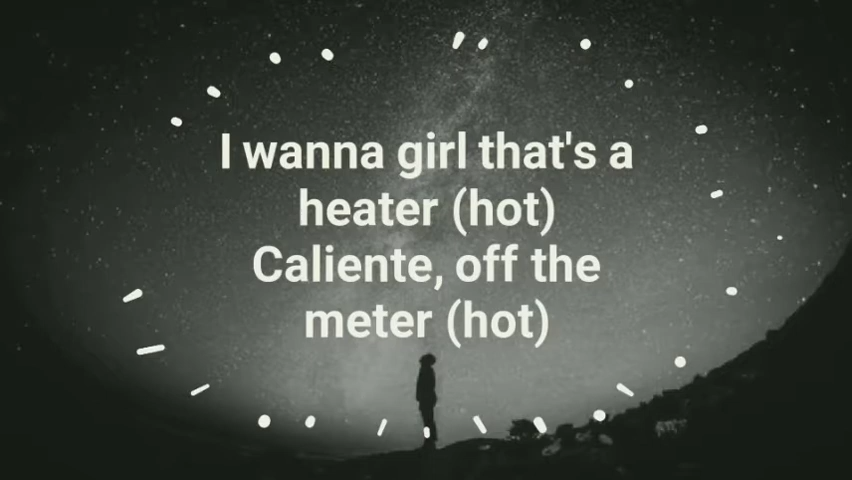 I wanna girl that's a
heater (hot)
Caliente, off the
meter (hot)